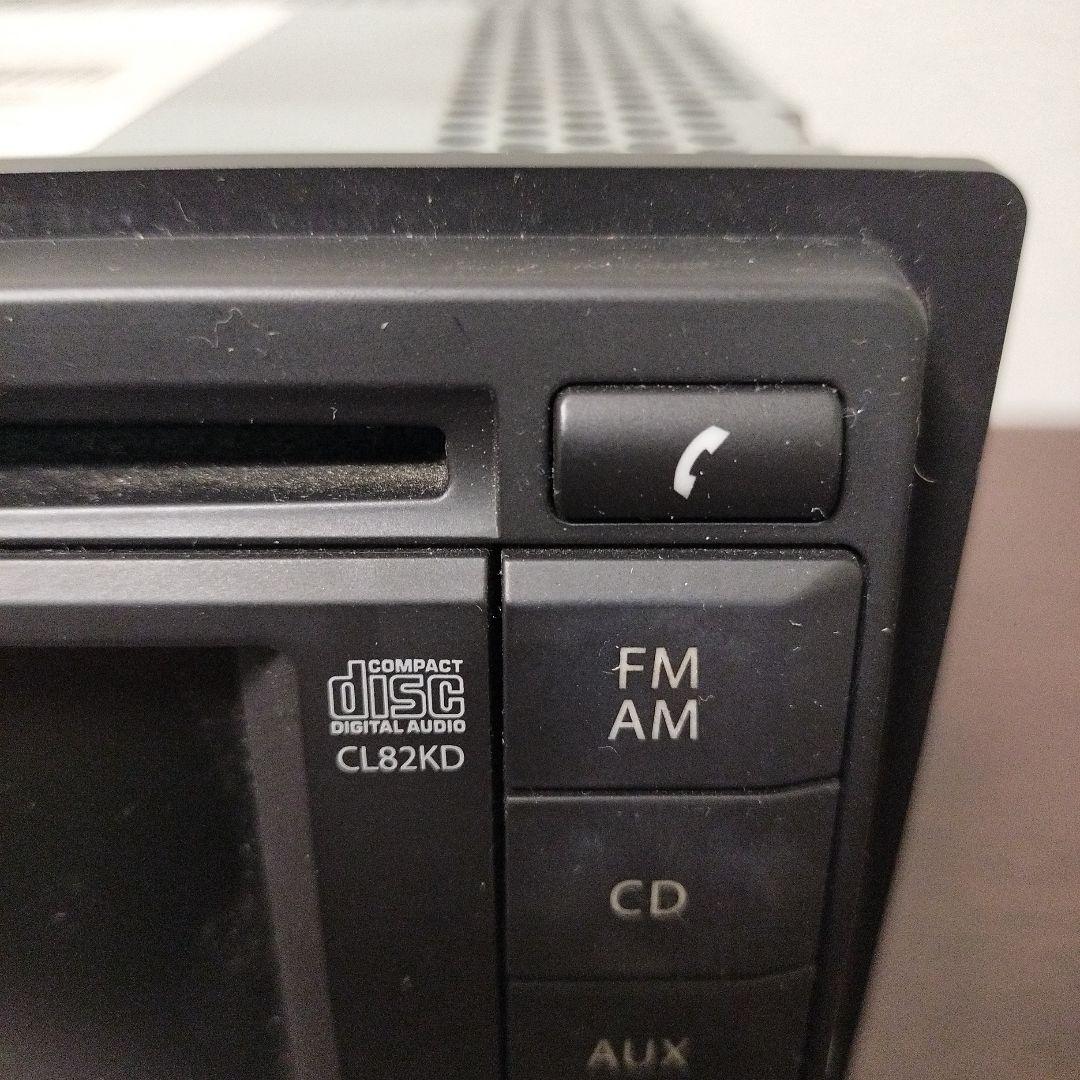 COMPACT
disc
DIGITAL AUDIO
CL82KD
FM
AM
CD
AUX